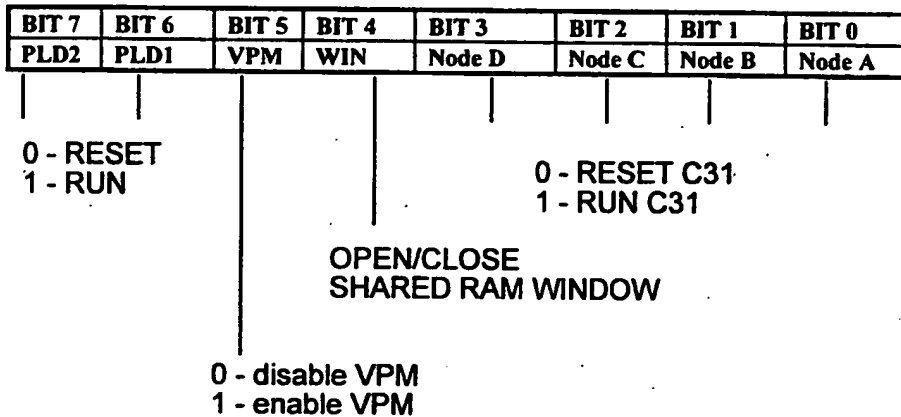 BIT 7 BIT 6 BIT 5 BIT 4 BIT 3 BIT 2 BIT 1 BIT 0
PLD2 PLD1 VPM WIN Node D Node C Node B Node A
0 - RESET
1 - RUN
0 - RESET C31
1 - RUN C31
OPEN/CLOSE
SHARED RAM WINDOW
0 - disable VPM
1 - enable VPM